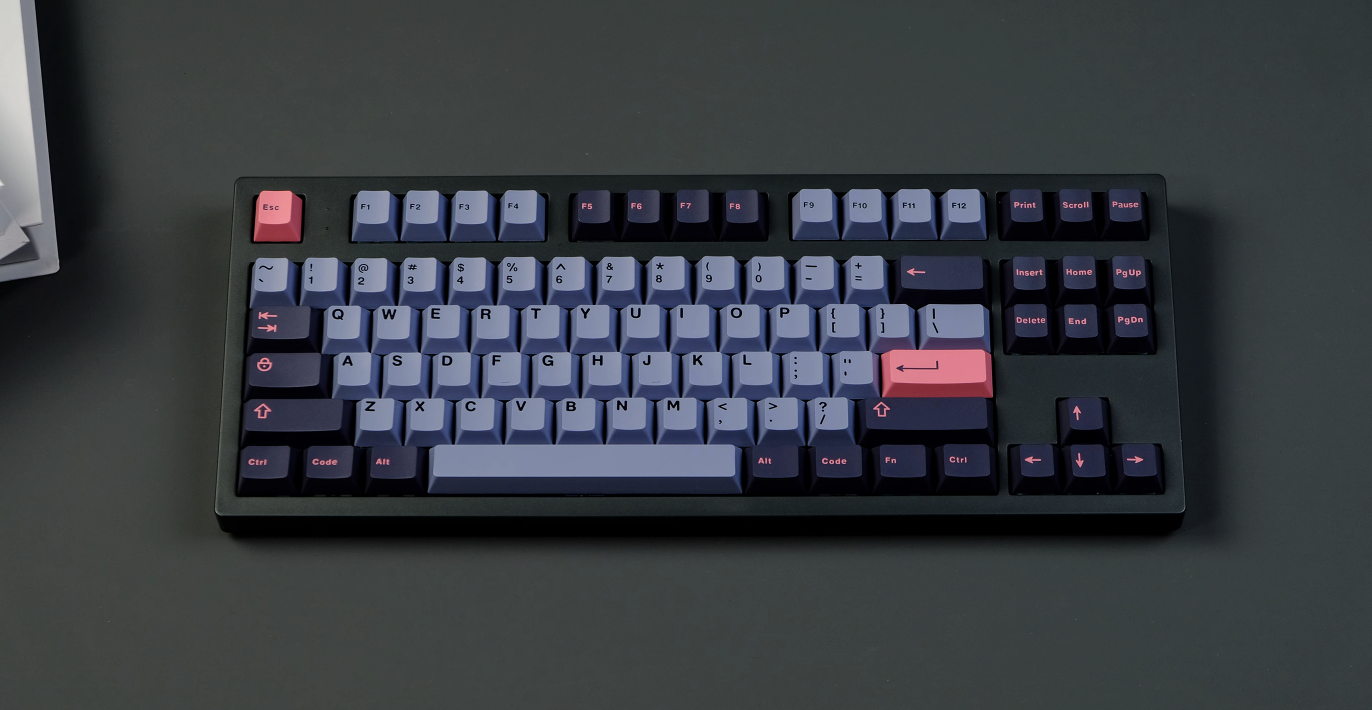 Esc F1 F2 F3 F4 F5 F6 F7 F8 F9 F10 F11 F12 Print Scroll Pause
~ ! @ # $ % ^ & * ( ) — +
` 1 2 3 4 5 6 7 8 9 0 - = ← Insert Home PgUp
Q W E R T Y U I O P { } |
[ ] \ Delete End PgDn
A S D F G H J K L : "
; '
Z X C V B N M < > ?
, . /
Ctrl Code Alt Alt Code Fn Ctrl